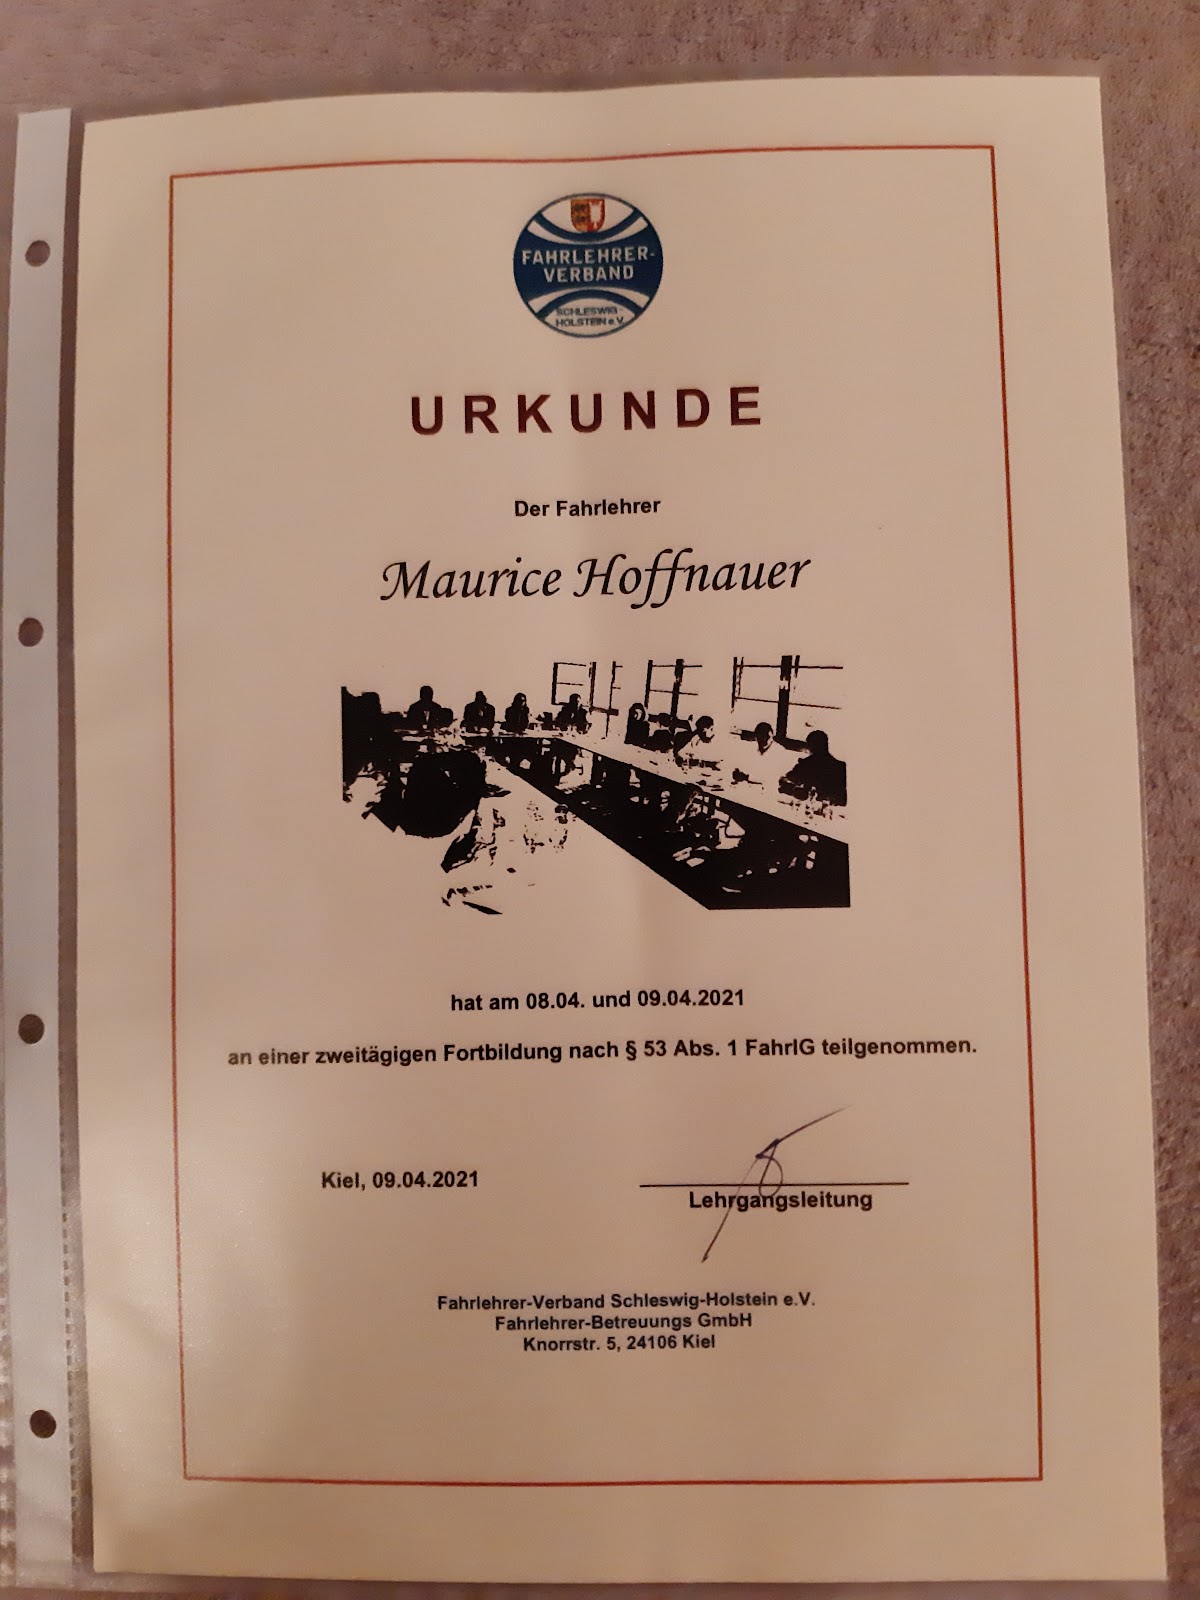 FAHRLEHRER-
VERBAND
SCHLESWIG-
HOLSTEIN e.V.
URKUNDE
Der Fahrlehrer
Maurice Hoffnauer
hat am 08.04. und 09.04.2021
an einer zweitägigen Fortbildung nach § 53 Abs. 1 FahrlG teilgenommen.
Kiel, 09.04.2021
Lehrgangsleitung
Fahrlehrer-Verband Schleswig-Holstein e.V.
Fahrlehrer-Betreuungs GmbH
Knorrstr. 5, 24106 Kiel